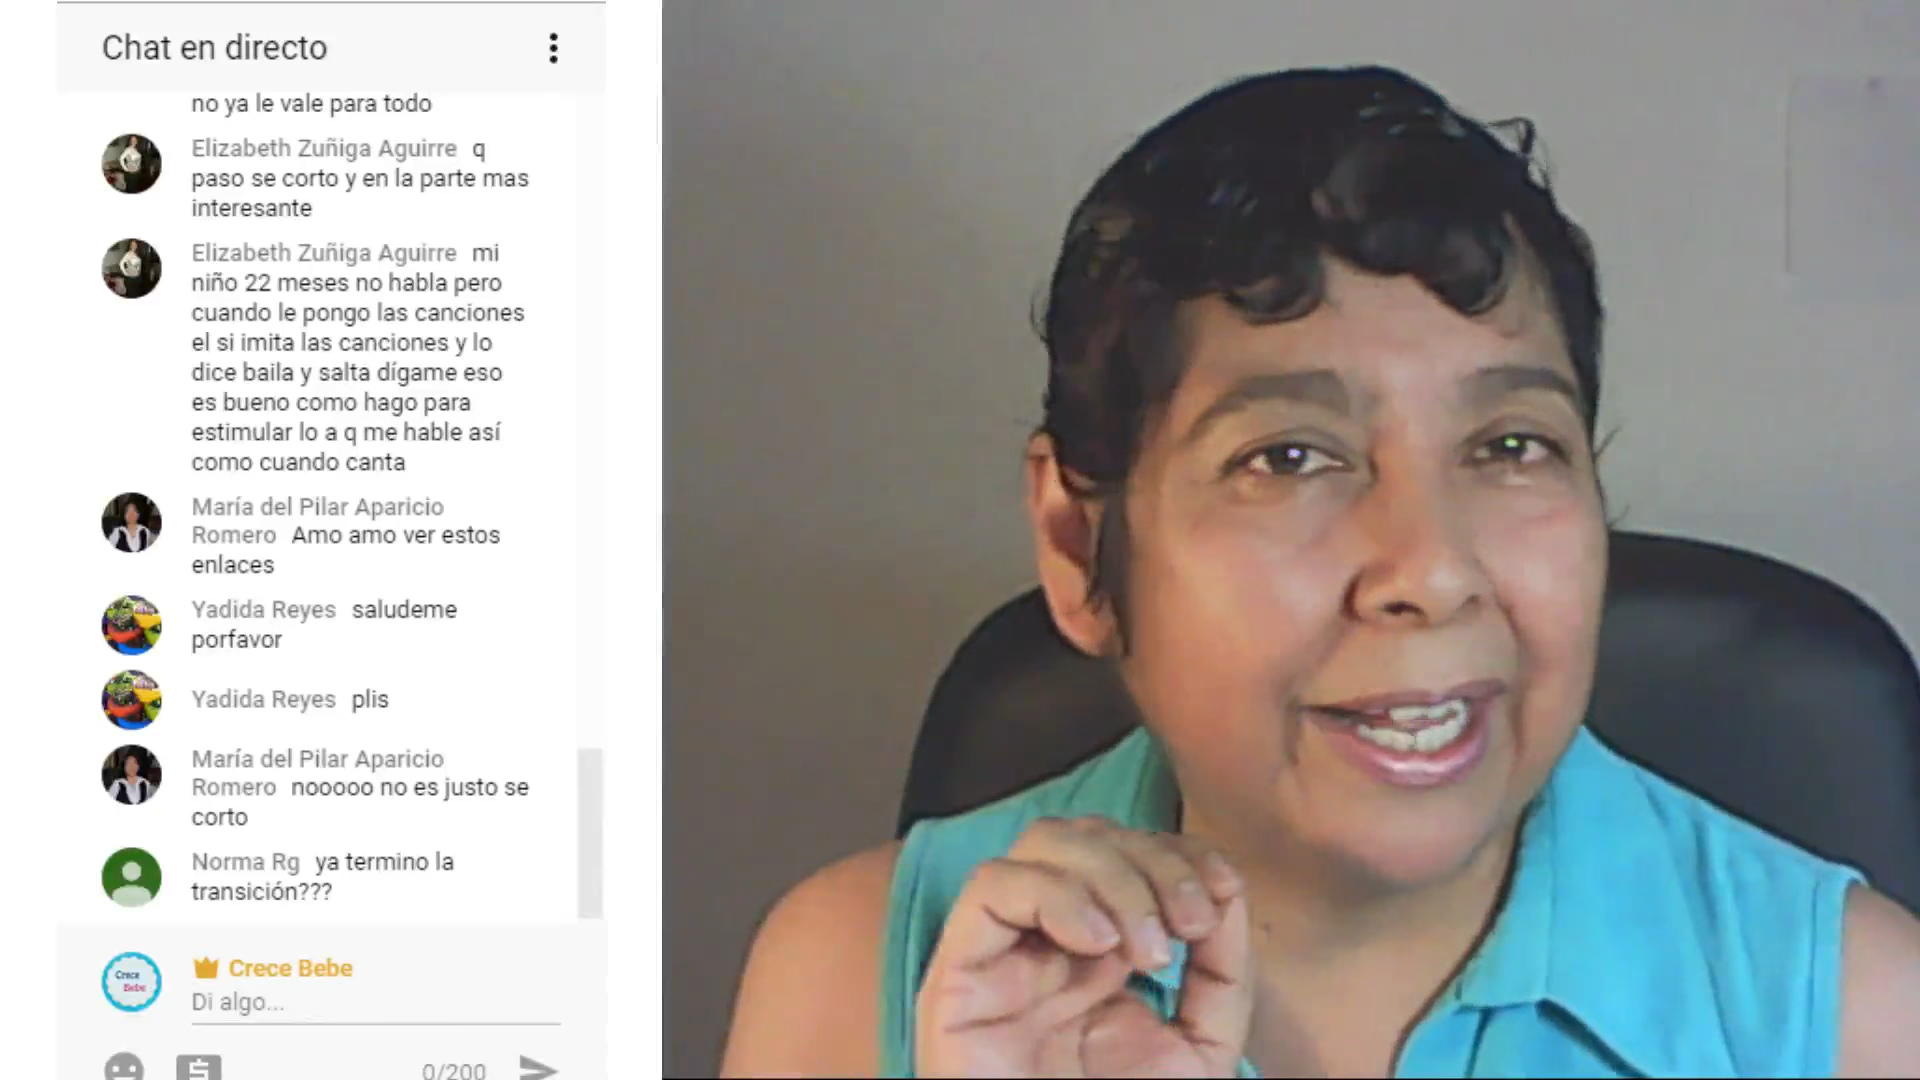 Chat en directo
no ya le vale para todo
Elizabeth Zuñiga Aguirre q
paso se corto y en la parte mas
interesante
Elizabeth Zuñiga Aguirre mi
niño 22 meses no habla pero
cuando le pongo las canciones
el si imita las canciones y lo
dice baila y salta dígame eso
es bueno como hago para
estimular lo a q me hable así
como cuando canta
María del Pilar Aparicio
Romero Amo amo ver estos
enlaces
Yadida Reyes saludeme
porfavor
Yadida Reyes plis
María del Pilar Aparicio
Romero nooooo no es justo se
corto
Norma Rg ya termino la
transición???
Crece
Bebe
Crece Bebe
Di algo...
0/200